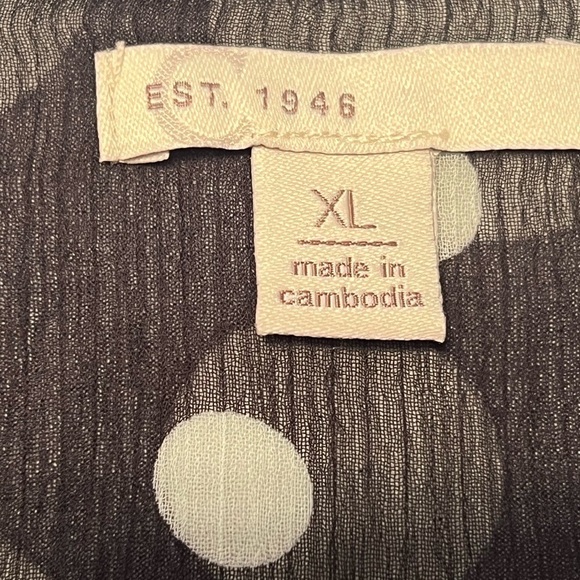 C
EST. 1946
XL
made in
cambodia